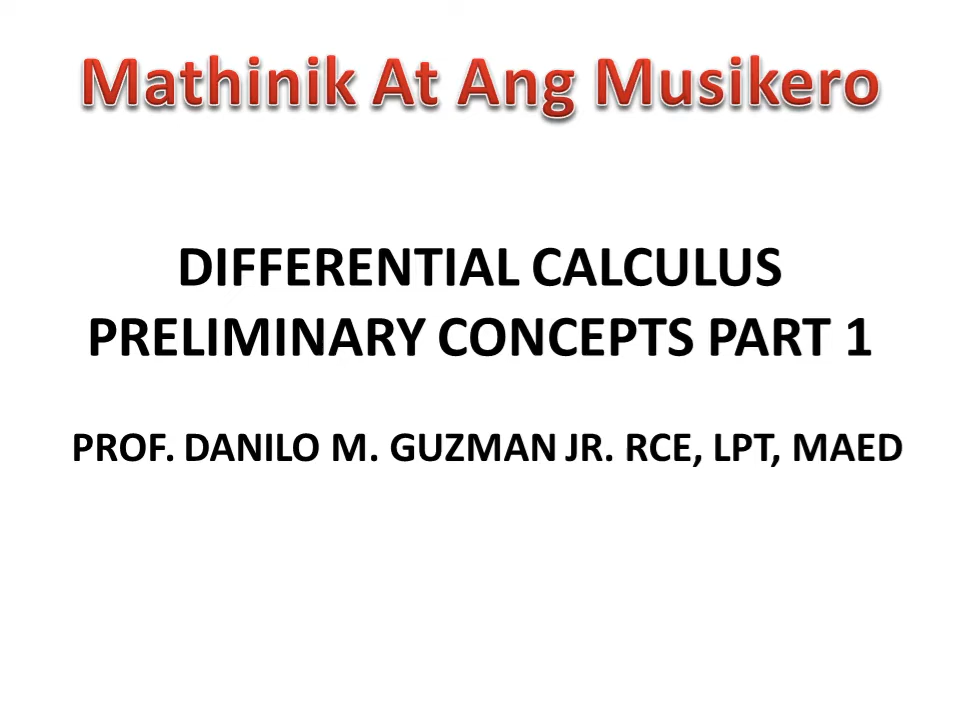 Mathinik At Ang Musikero
DIFFERENTIAL CALCULUS
PRELIMINARY CONCEPTS PART 1
PROF. DANILO M. GUZMAN JR. RCE, LPT, MAED